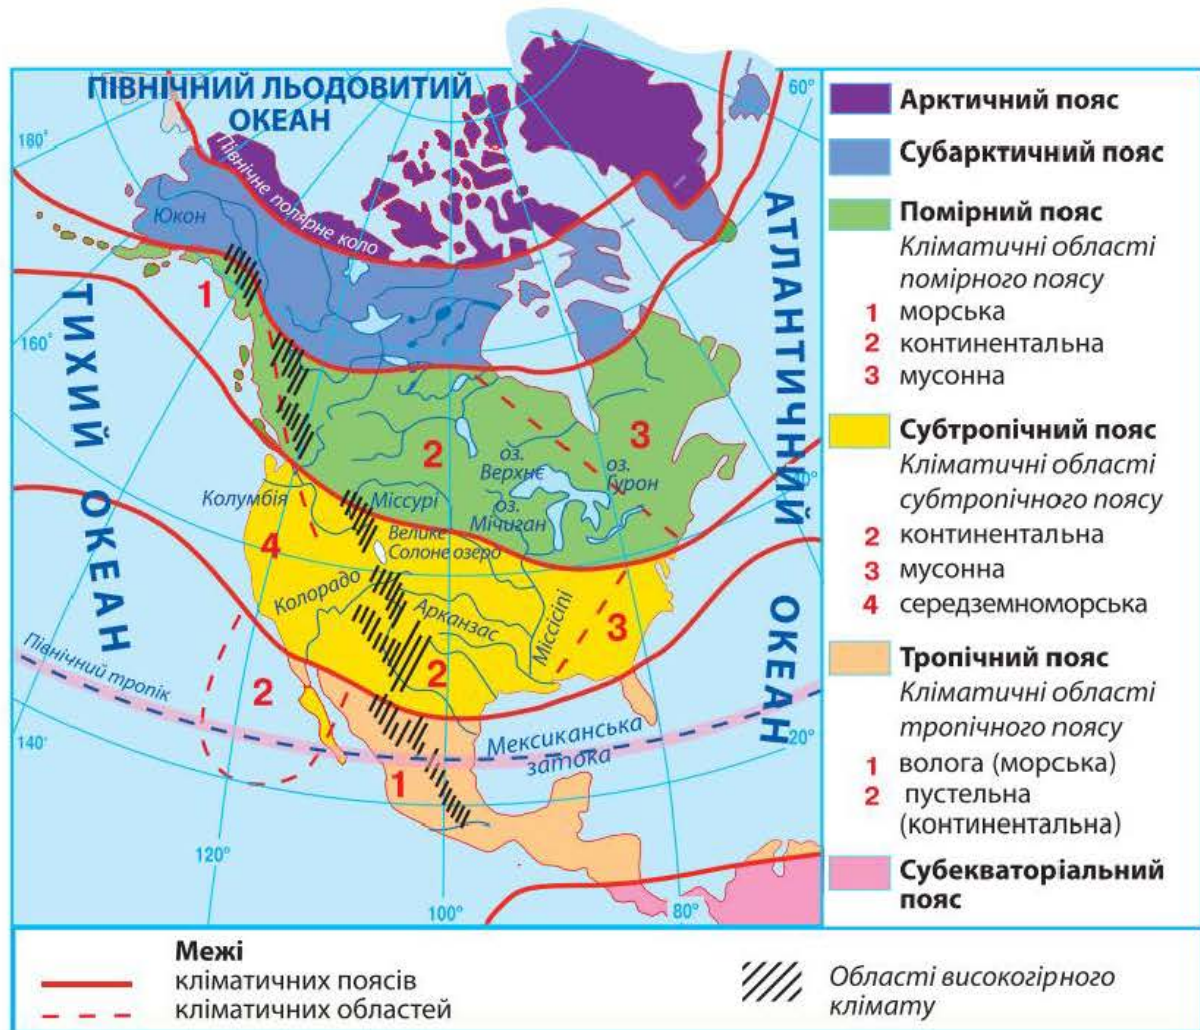 ПІВНІЧНИЙ ЛЬОДОВИТИЙ
ОКЕАН
180°
60°
Північне полярне коло
Юкон
АТЛАНТИЧНИЙ
ОКЕАН
ТИХИЙ ОКЕАН
160°
1
2
3
оз.
Верхнє
оз.
Гурон
оз.
Мічиган
40°
Колумбія
Міссурі
Велике
Солоне озеро
4
Колорадо
Арканзас
Міссісіпі
3
2
2
Північний тропік
Мексиканська
затока
140°
20°
1
120°
100°
80°
Арктичний пояс
Субарктичний пояс
Помірний пояс
Кліматичні області
помірного поясу
1 морська
2 континентальна
3 мусонна
Субтропічний пояс
Кліматичні області
субтропічного поясу
2 континентальна
3 мусонна
4 середземноморська
Тропічний пояс
Кліматичні області
тропічного поясу
1 волога (морська)
2 пустельна
(континентальна)
Субекваторіальний
пояс
Межі
кліматичних поясів
кліматичних областей
Області високогірного
клімату